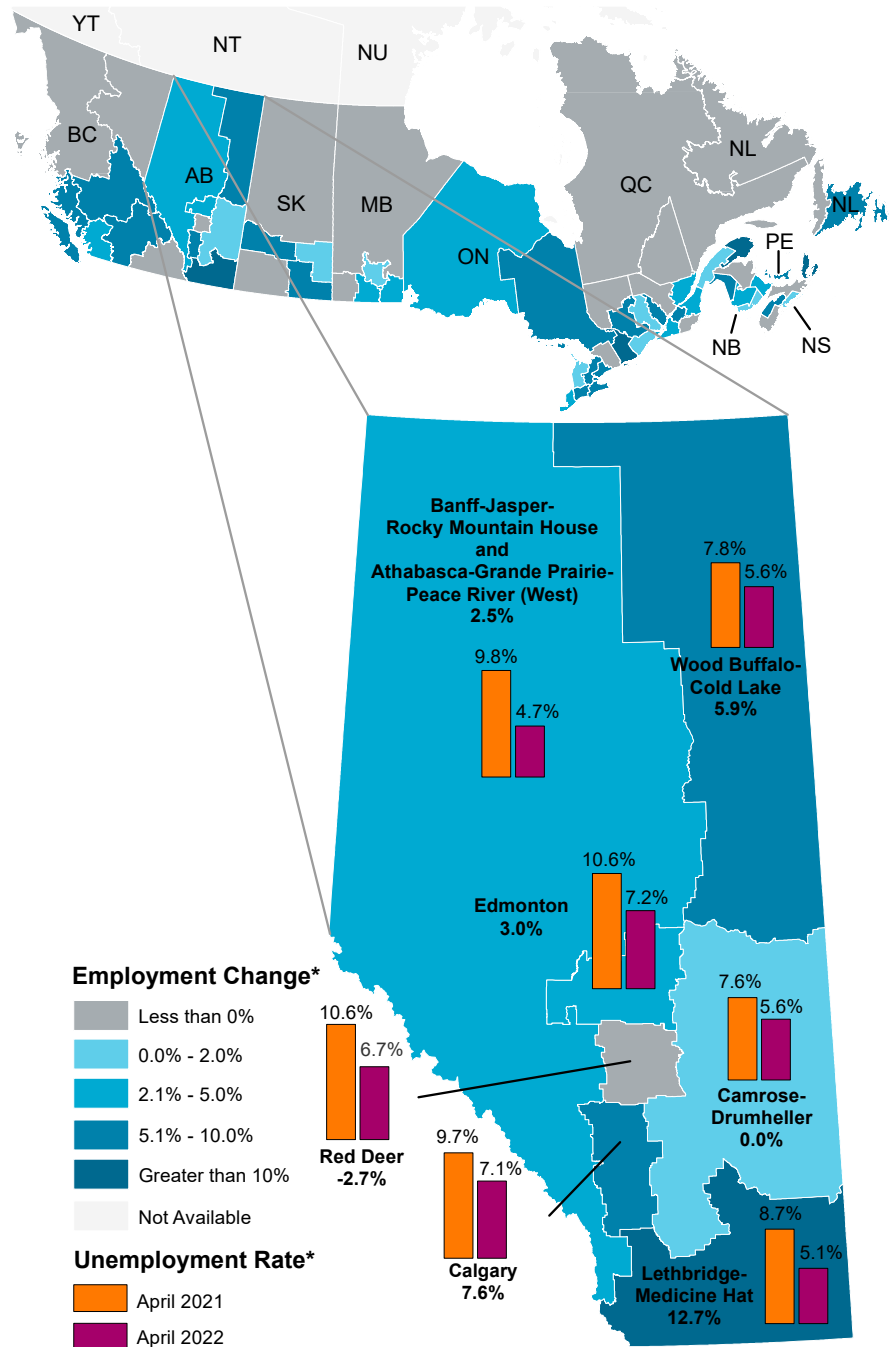 YT
NT
NU
BC
AB
SK
MB
ON
QC
NL
NL
PE
NB
NS
Banff-Jasper-
Rocky Mountain House
and
Athabasca-Grande Prairie-
Peace River (West)
2.5%
9.8%
4.7%
7.8%
5.6%
Wood Buffalo-
Cold Lake
5.9%
10.6%
7.2%
Edmonton
3.0%
7.6%
5.6%
Camrose-
Drumheller
0.0%
10.6%
6.7%
Red Deer
-2.7%
9.7%
7.1%
Calgary
7.6%
8.7%
5.1%
Lethbridge-
Medicine Hat
12.7%
Employment Change*
Less than 0%
0.0% - 2.0%
2.1% - 5.0%
5.1% - 10.0%
Greater than 10%
Not Available
Unemployment Rate*
April 2021
April 2022